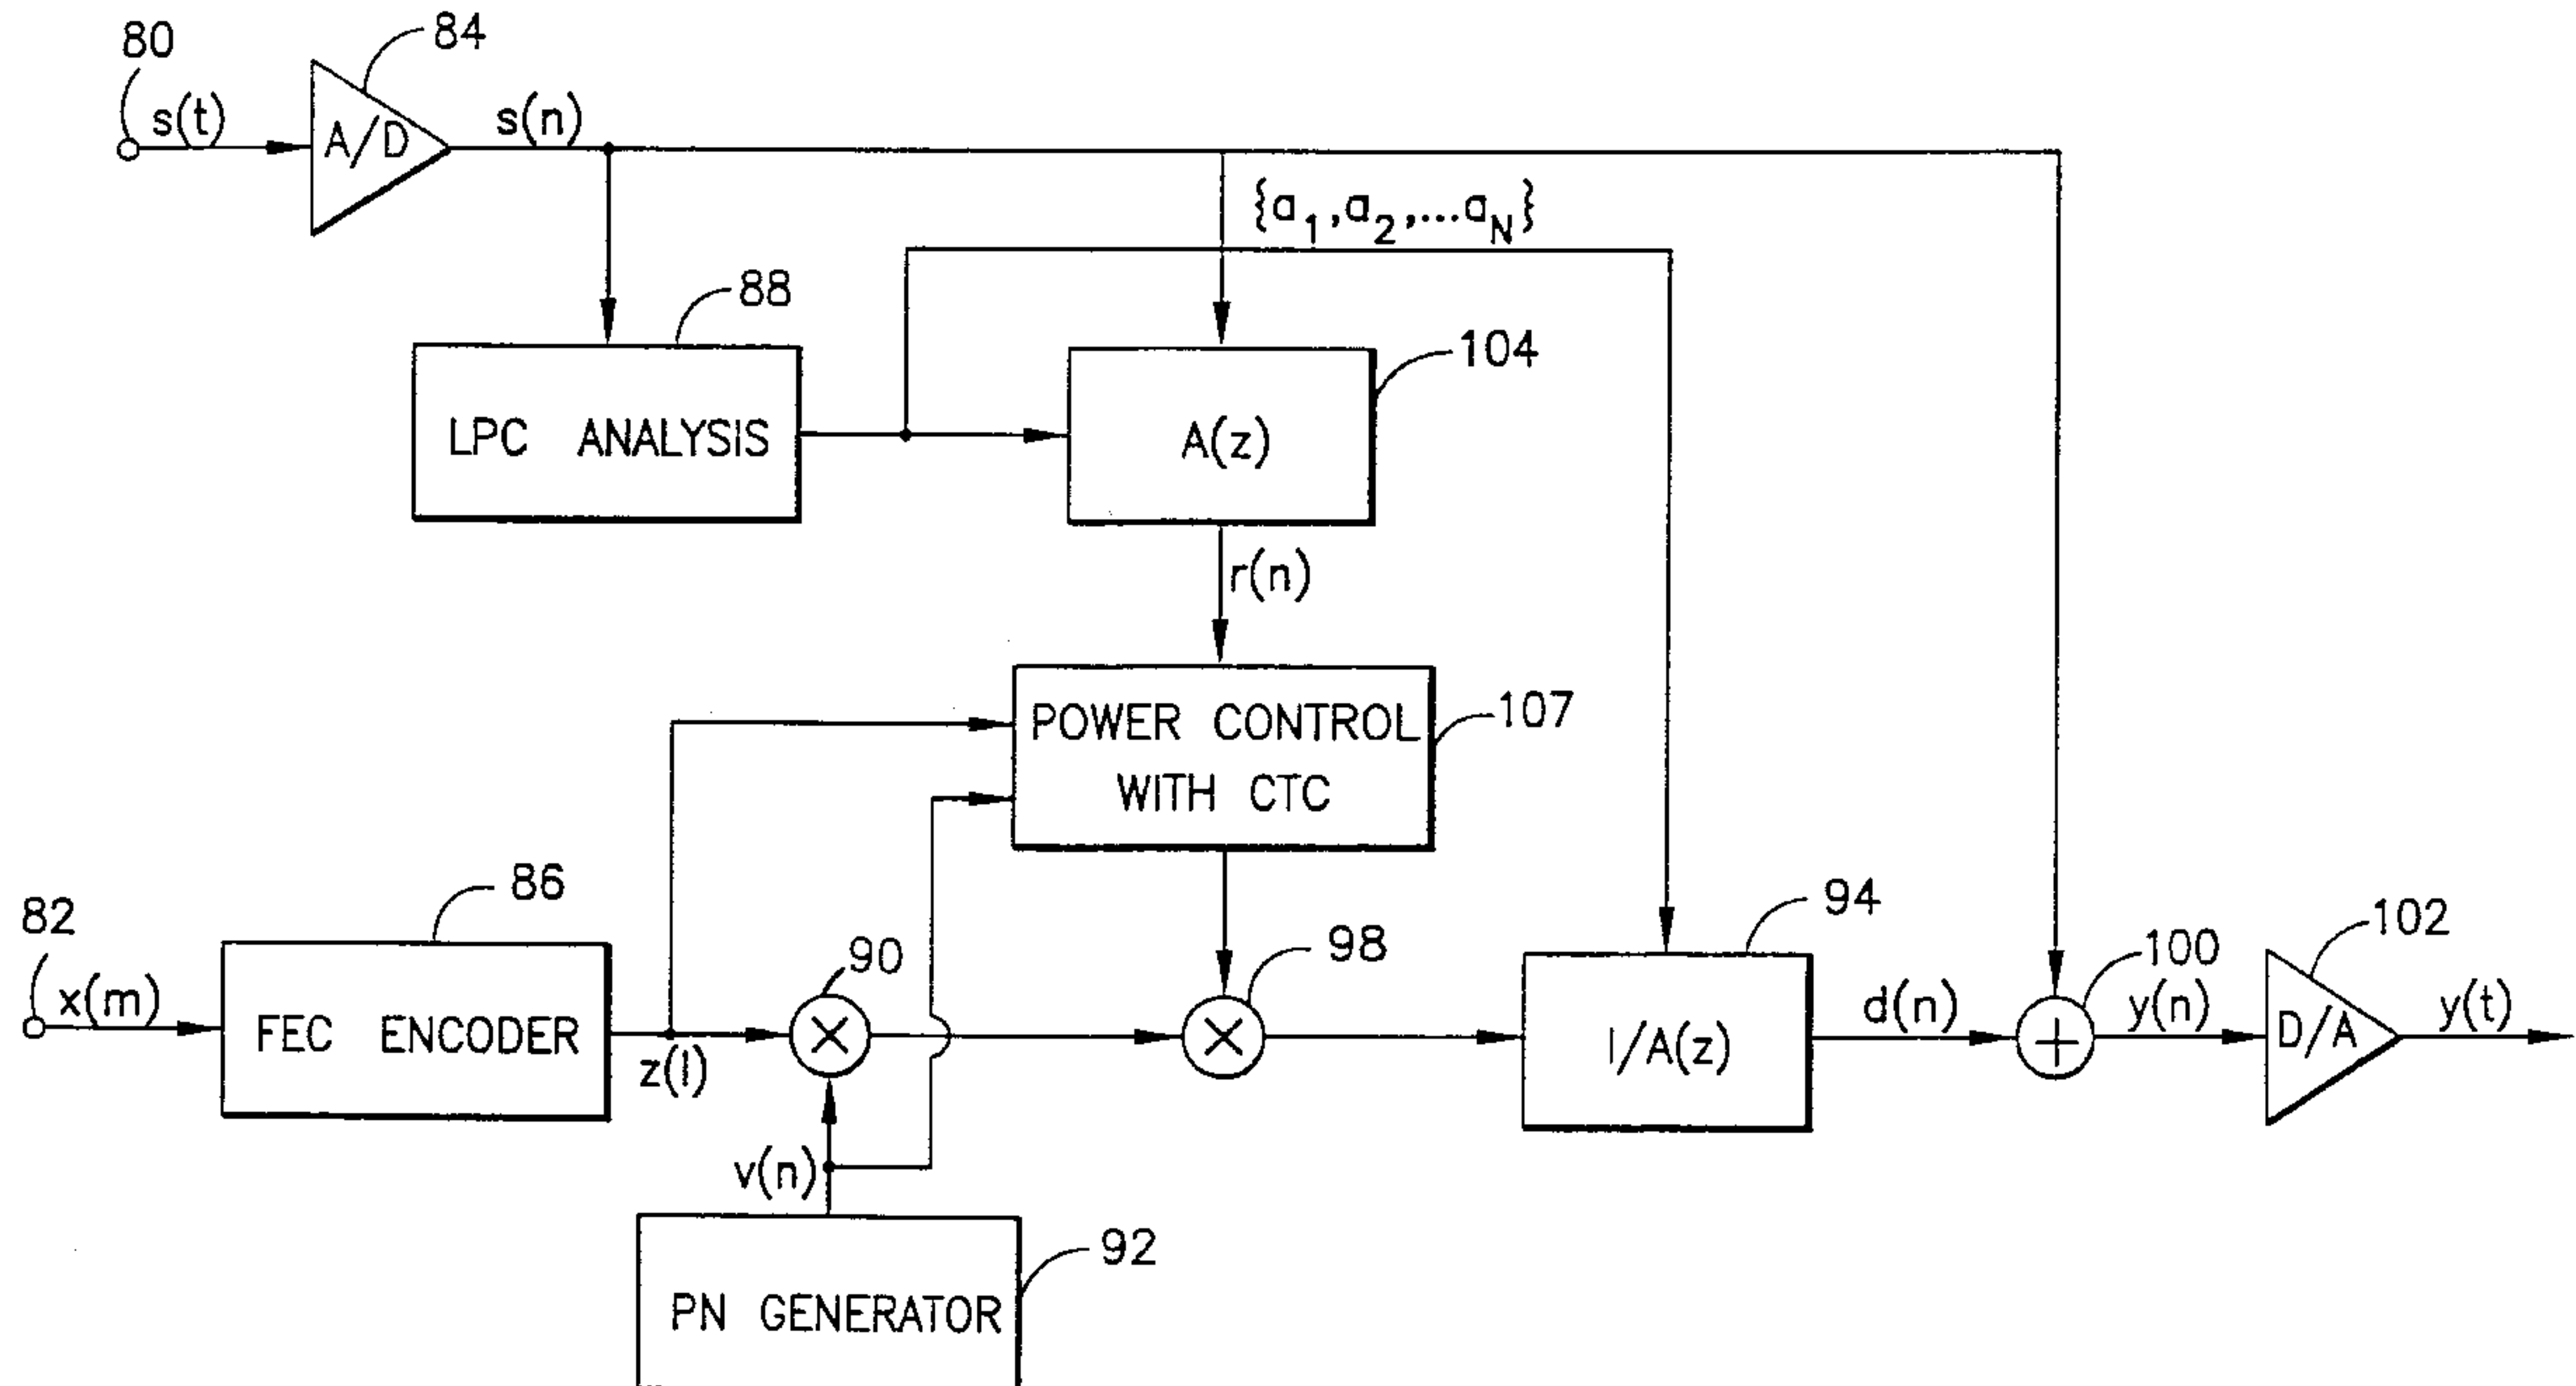 80
84
s(t)
A/D
s(n)
{a1,a2,...aN}
88
104
LPC ANALYSIS
A(z)
r(n)
POWER CONTROL
WITH CTC
107
82
86
90
98
94
100
102
x(m)
FEC ENCODER
z(l)
I/A(z)
d(n)
y(n)
D/A
y(t)
v(n)
92
PN GENERATOR